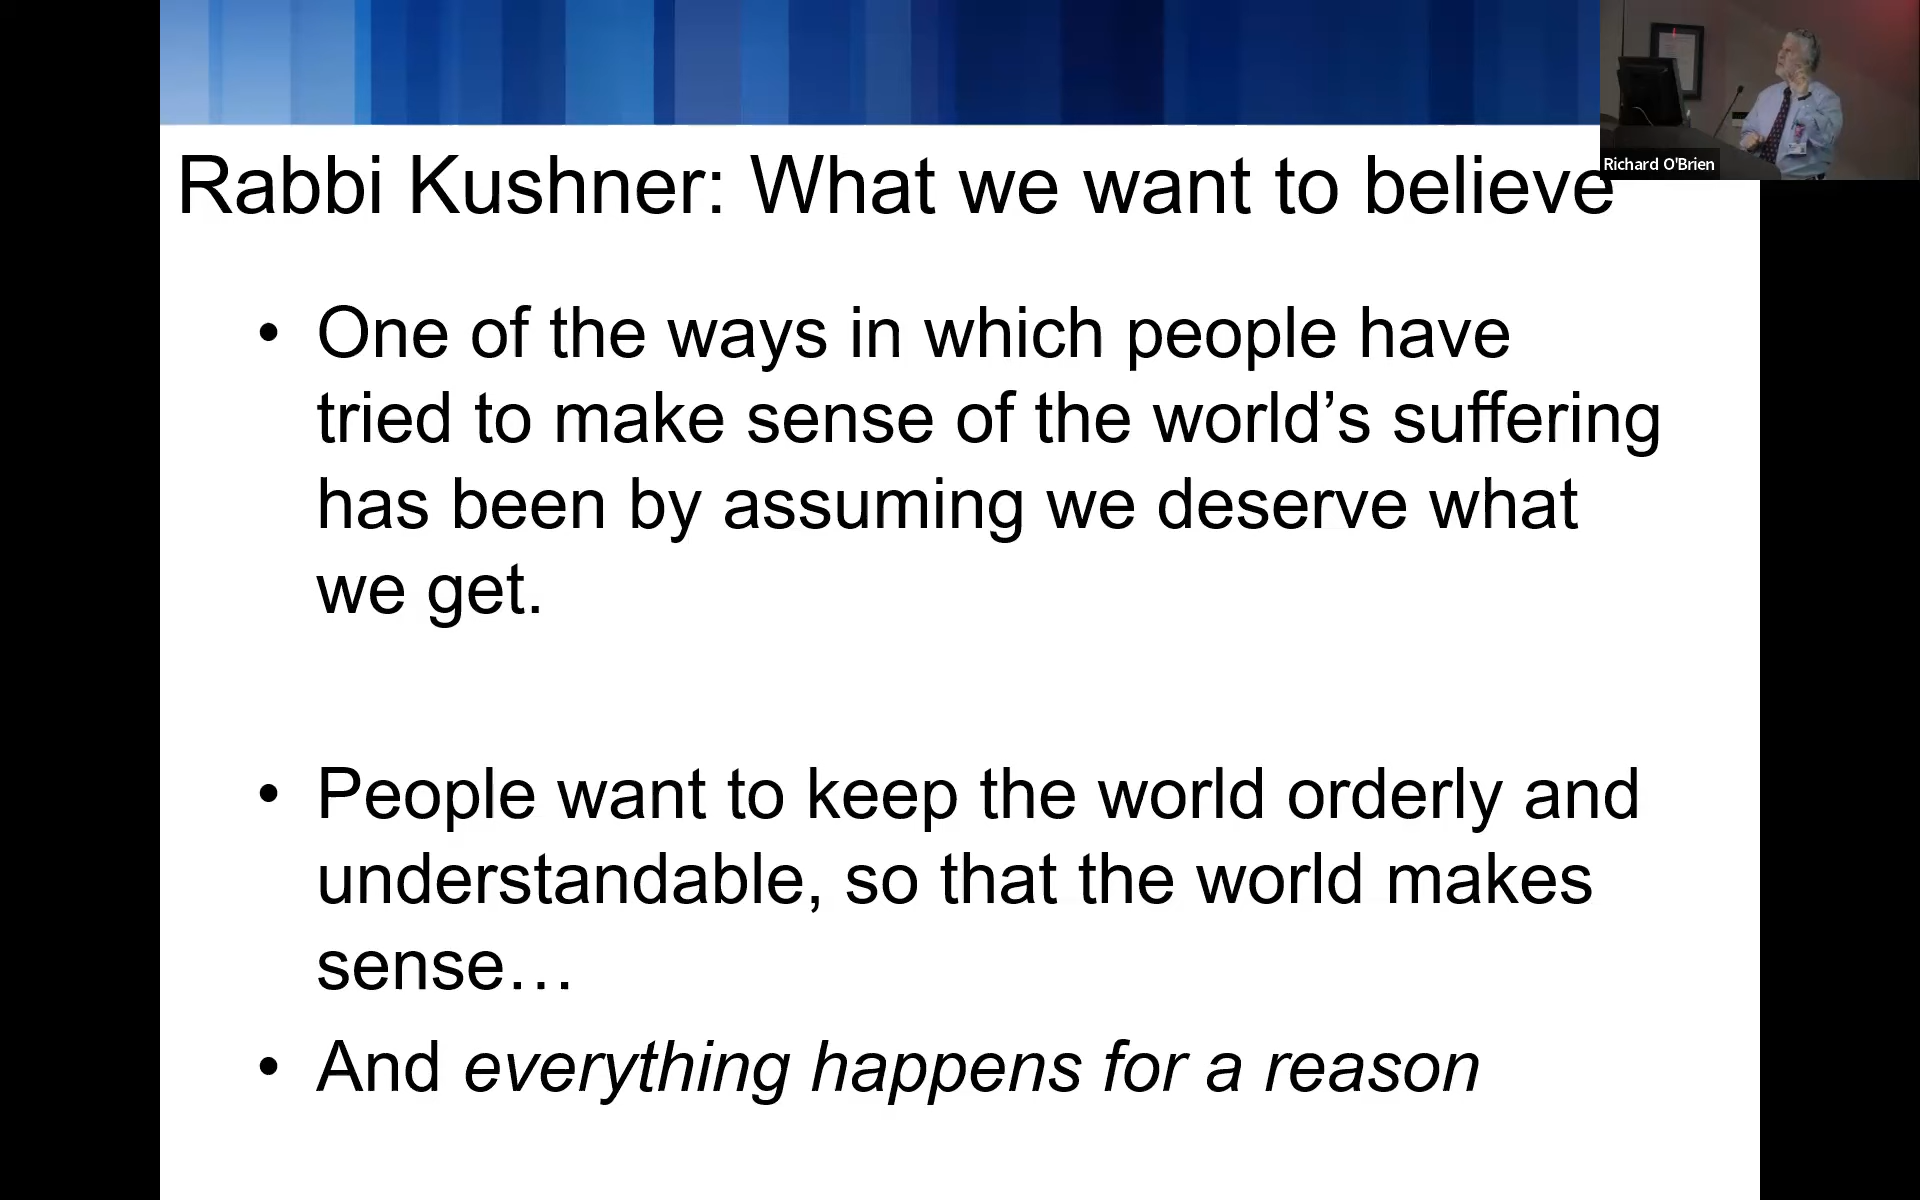 Rabbi Kushner: What we want to believe
Richard O'Brien
• One of the ways in which people have
tried to make sense of the world’s suffering
has been by assuming we deserve what
we get.
• People want to keep the world orderly and
understandable, so that the world makes
sense…
• And everything happens for a reason